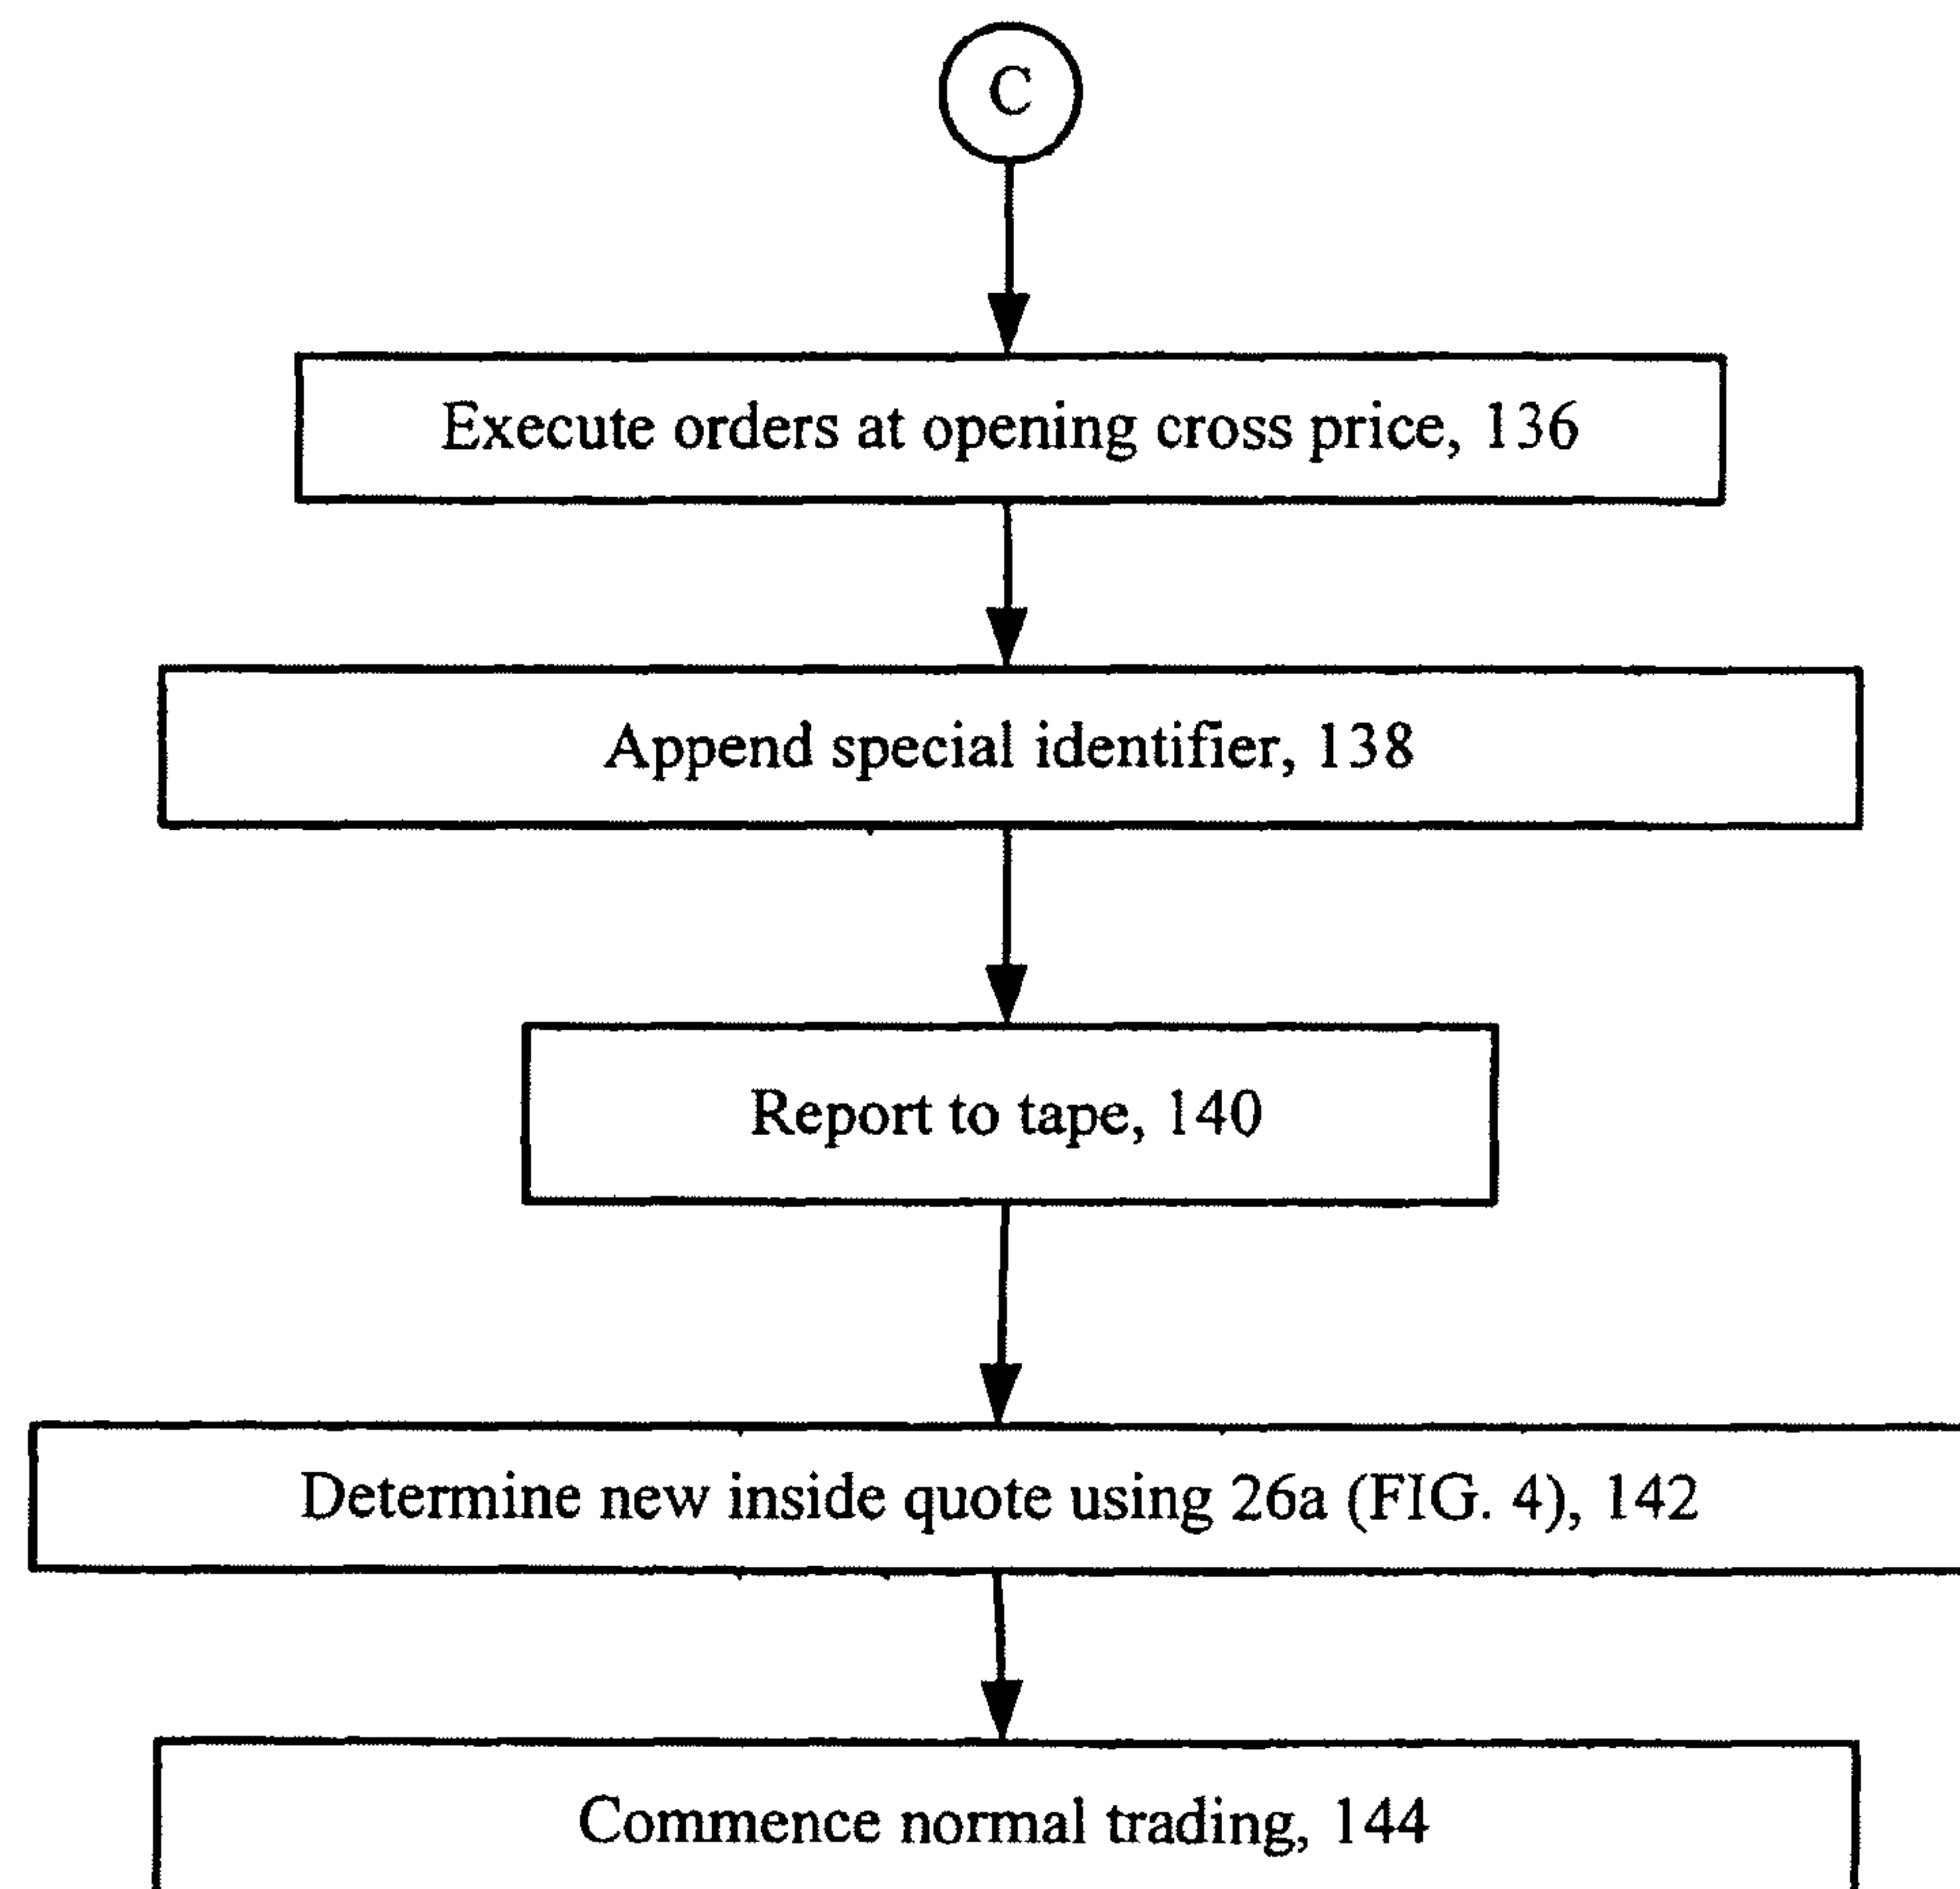 C
Execute orders at opening cross price, 136
Append special identifier, 138
Report to tape, 140
Determine new inside quote using 26a (FIG. 4), 142
Commence normal trading, 144